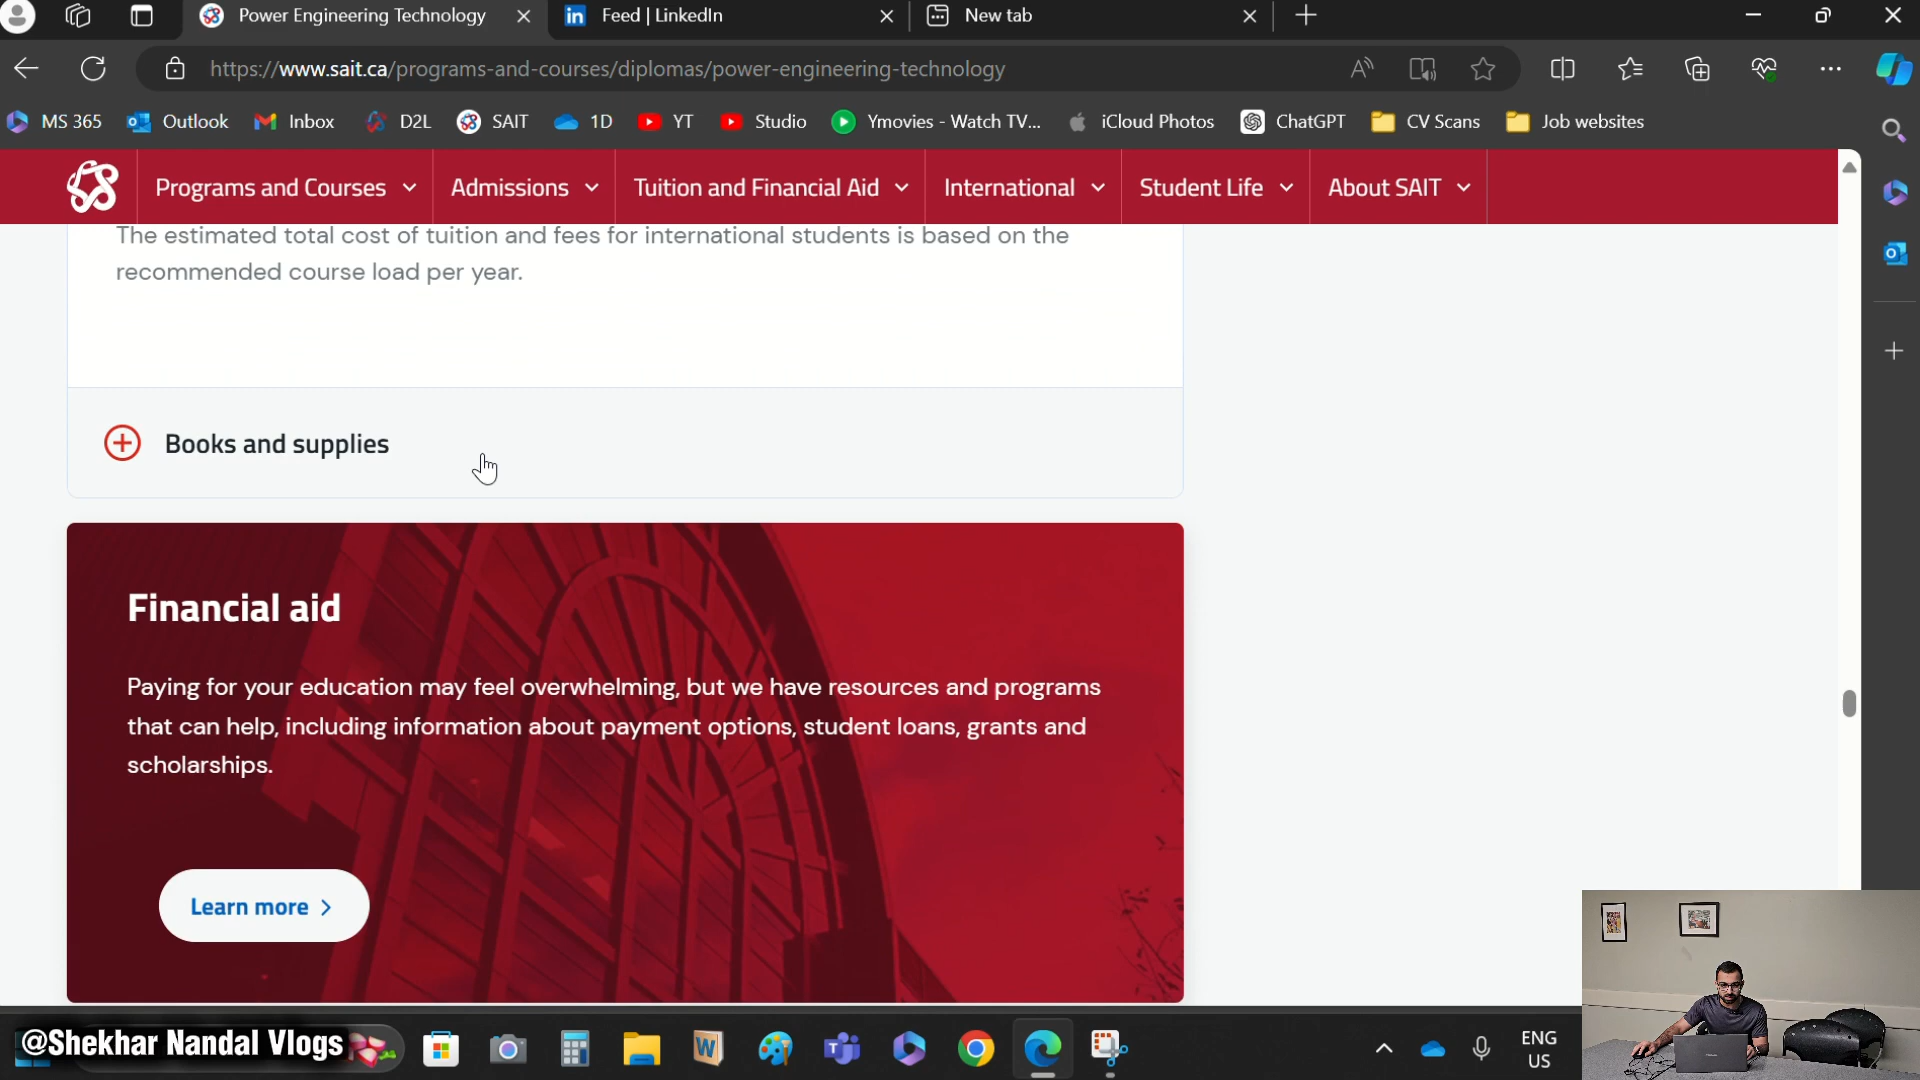 Power Engineering Technology
Feed | LinkedIn
New tab
https://www.sait.ca/programs-and-courses/diplomas/power-engineering-technology
MS 365
Outlook
Inbox
D2L
SAIT
1D
YT
Studio
Ymovies - Watch TV...
iCloud Photos
ChatGPT
CV Scans
Job websites
Programs and Courses
Admissions
Tuition and Financial Aid
International
Student Life
About SAIT
The estimated total cost of tuition and fees for international students is based on the
recommended course load per year.
Books and supplies
Financial aid
Paying for your education may feel overwhelming, but we have resources and programs
that can help, including information about payment options, student loans, grants and
scholarships.
Learn more
@Shekhar Nandal Vlogs
ENG
US